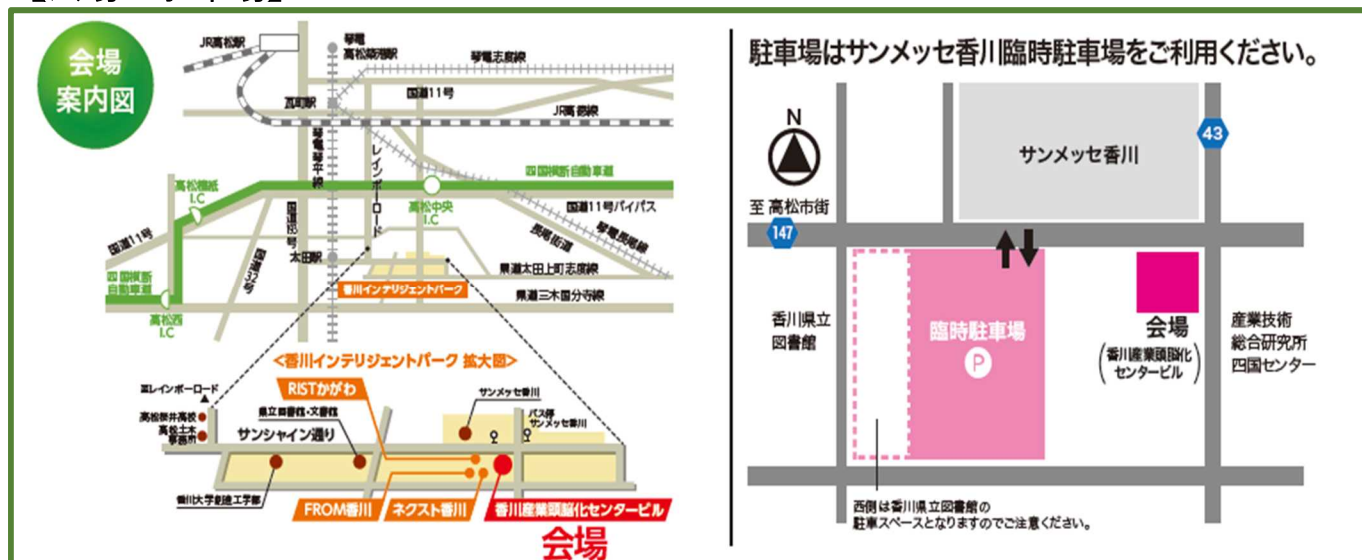 会場
案内図
JR高松駅
琴電
高松築港駅
琴電志度線
国道11号
瓦町駅
JR高徳線
琴電琴平線
レインボーロード
四国横断自動車道
高松檀紙
I.C
高松中央
I.C
国道11号バイパス
長尾街道
琴電長尾線
国道11号
国道32号
国道193号
太田駅
県道太田上町志度線
四国横断
自動車道
香川インテリジェントパーク
県道三木国分寺線
高松西
I.C
<香川インテリジェントパーク 拡大図>
至レインボーロード
RISTかがわ
サンメッセ香川
高松桜井高校
県立図書館・文書館
バス停
サンメッセ香川
高松土木
事務所
サンシャイン通り
香川大学創造工学部
FROM香川
ネクスト香川
香川産業頭脳化センタービル
会場
駐車場はサンメッセ香川臨時駐車場をご利用ください。
N
サンメッセ香川
43
至 高松市街
147
香川県立
図書館
臨時駐車場
P
会場
(香川産業頭脳化
センタービル)
産業技術
総合研究所
四国センター
西側は香川県立図書館の
駐車スペースとなりますのでご注意ください。